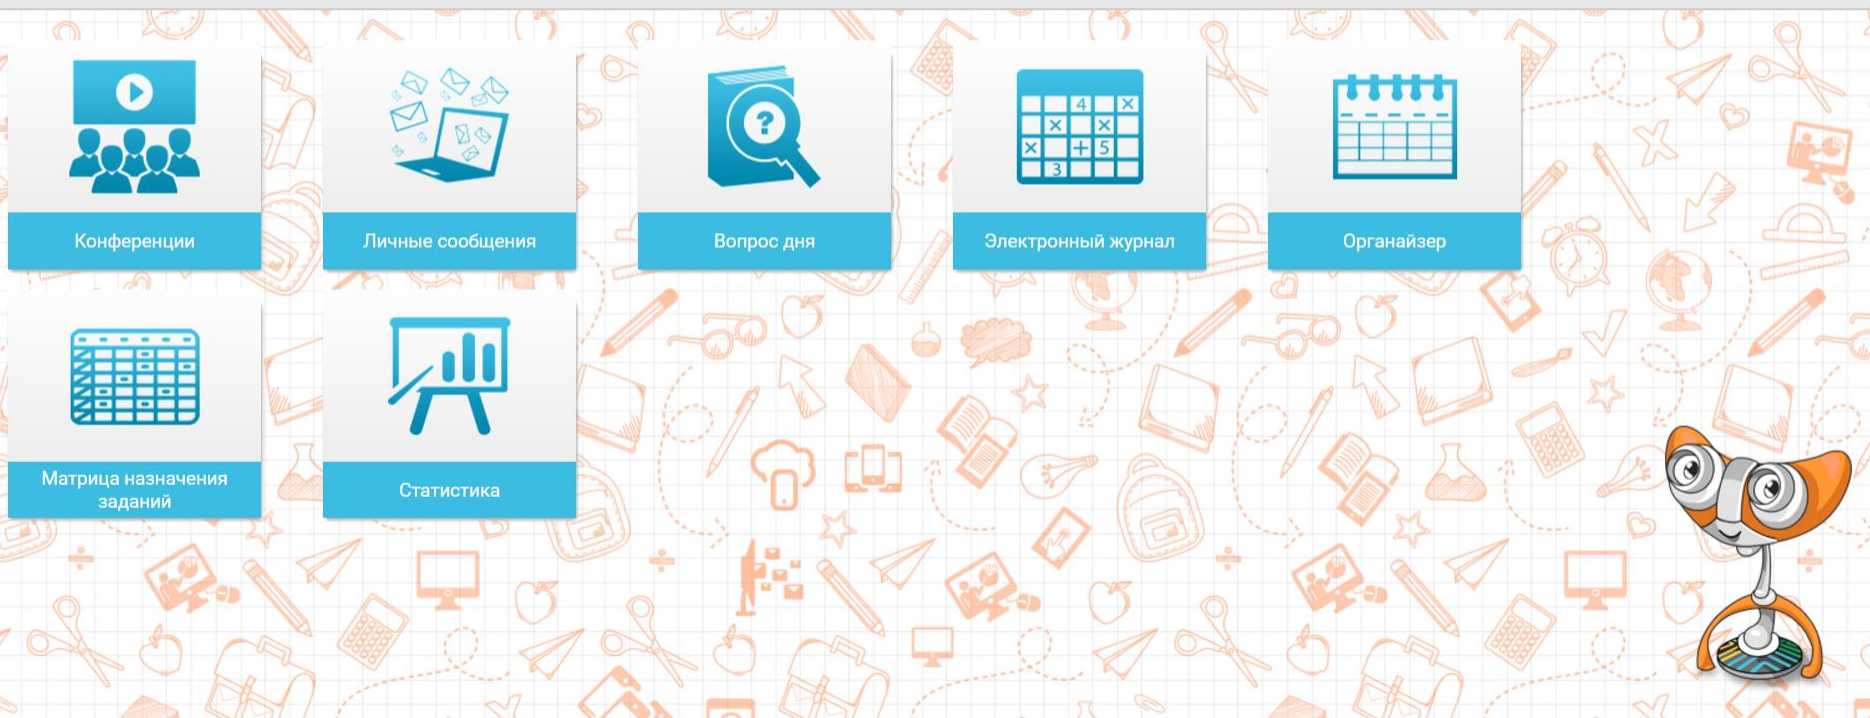 Конференции
Личные сообщения
Вопрос дня
Электронный журнал
Органайзер
Матрица назначения
заданий
Статистика